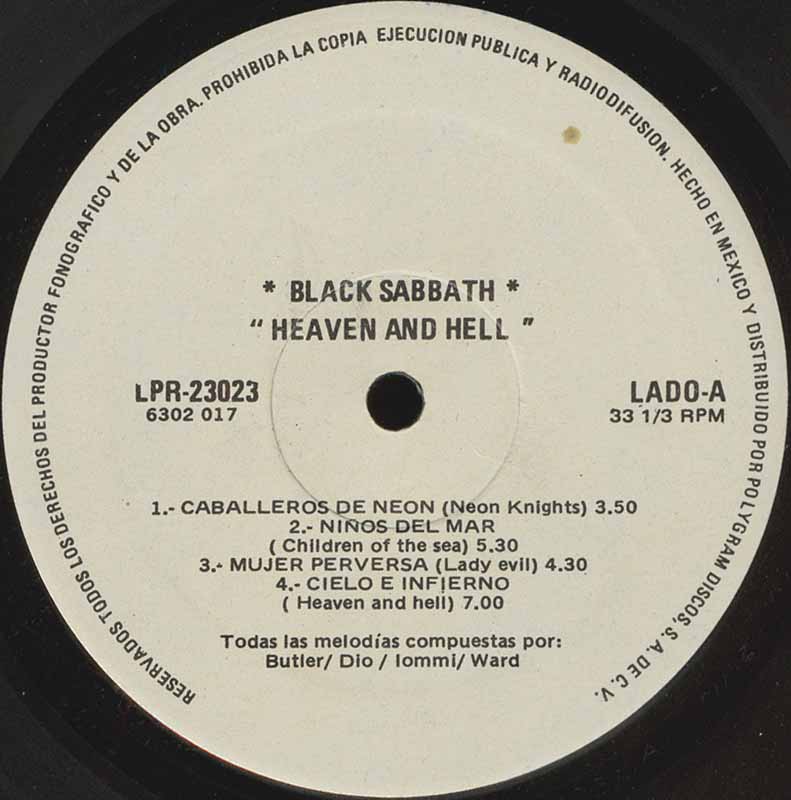 RESERVADOS TODOS LOS DERECHOS DEL PRODUCTOR FONOGRAFICO Y DE LA OBRA. PROHIBIDA LA COPIA EJECUCION PUBLICA Y RADIODIFUSION. HECHO EN MEXICO Y DISTRIBUIDO POR POLYGRAM DISCOS, S. A. DE C. V.
* BLACK SABBATH *
" HEAVEN AND HELL "
LPR-23023
6302 017
LADO-A
33 1/3 RPM
1.- CABALLEROS DE NEON (Neon Knights) 3.50
2.- NIÑOS DEL MAR
( Children of the sea) 5.30
3.- MUJER PERVERSA (Lady evil) 4.30
4.- CIELO E INFIERNO
( Heaven and hell) 7.00
Todas las melodías compuestas por:
Butler/ Dio / Iommi/ Ward